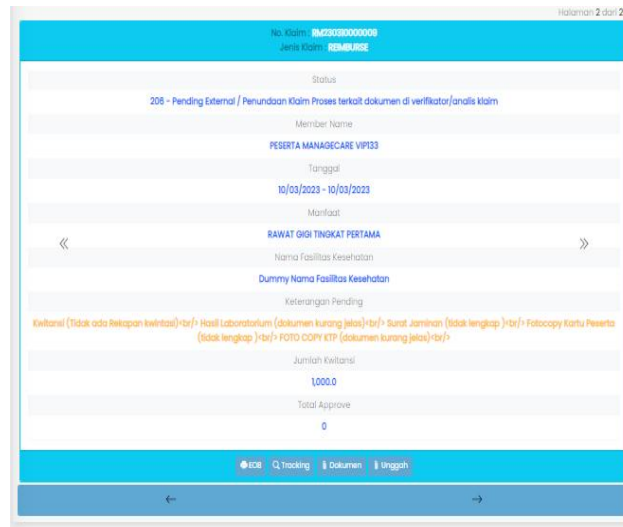 Halaman 2 dari 2
No. Klaim : RM2303I0000009
Jenis Klaim : REIMBURSE
Status
206 - Pending External / Penundaan Klaim Proses terkait dokumen di verifikator/analis klaim
Member Name
PESERTA MANAGECARE VIP133
Tanggal
10/03/2023 - 10/03/2023
Manfaat
RAWAT GIGI TINGKAT PERTAMA
Nama Fasilitas Kesehatan
Dummy Nama Fasilitas Kesehatan
Keterangan Pending
Kwitansi (Tidak ada Rekapan kwintasi)<br/> Hasil Laboratorium (dokumen kurang jelas)<br/> Surat Jaminan (tidak lengkap )<br/> Fotocopy Kartu Peserta
(tidak lengkap )<br/> FOTO COPY KTP (dokumen kurang jelas)<br/>
Jumlah Kwitansi
1,000.0
Total Approve
0
EOB Tracking Dokumen Unggah